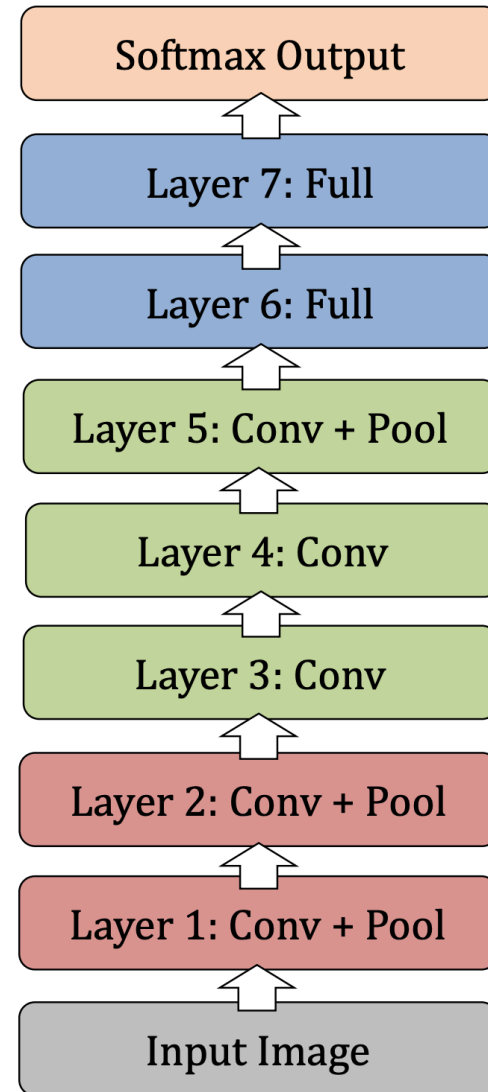 Softmax Output
Layer 7: Full
Layer 6: Full
Layer 5: Conv + Pool
Layer 4: Conv
Layer 3: Conv
Layer 2: Conv + Pool
Layer 1: Conv + Pool
Input Image